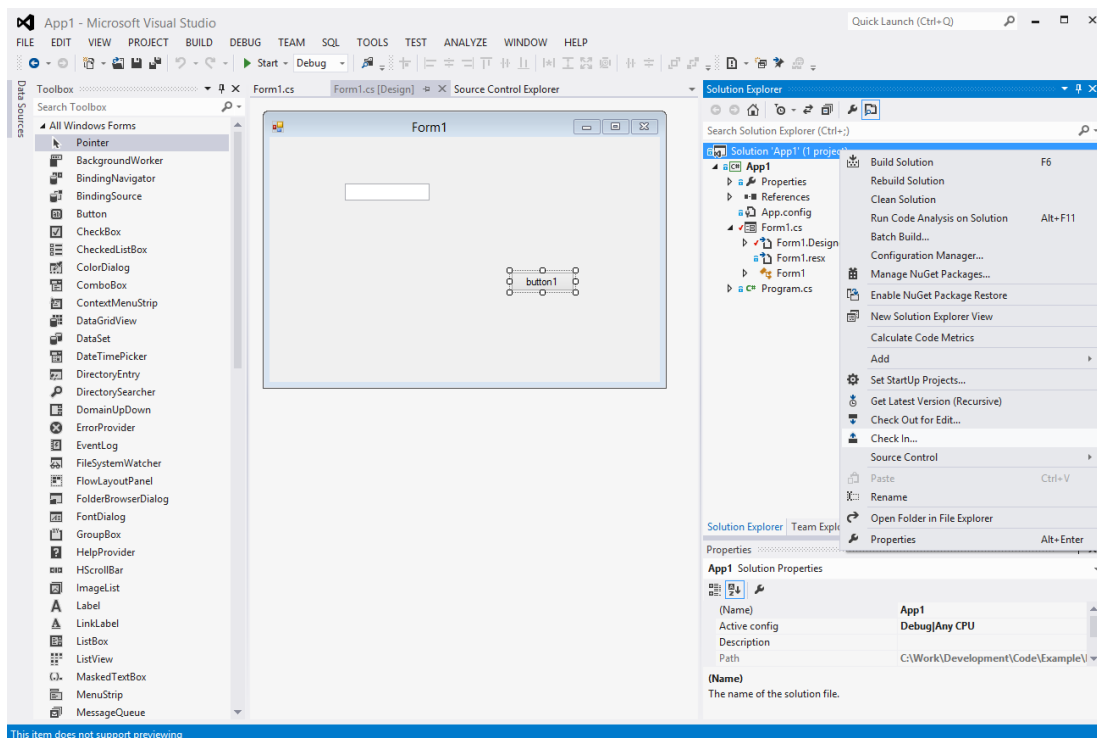 App1 - Microsoft Visual Studio
Quick Launch (Ctrl+Q)
FILE EDIT VIEW PROJECT BUILD DEBUG TEAM SQL TOOLS TEST ANALYZE WINDOW HELP
Start Debug
Data Sources
Toolbox
Search Toolbox
All Windows Forms
Pointer
BackgroundWorker
BindingNavigator
BindingSource
Button
CheckBox
CheckedListBox
ColorDialog
ComboBox
ContextMenuStrip
DataGridView
DataSet
DateTimePicker
DirectoryEntry
DirectorySearcher
DomainUpDown
ErrorProvider
EventLog
FileSystemWatcher
FlowLayoutPanel
FolderBrowserDialog
FontDialog
GroupBox
HelpProvider
HScrollBar
ImageList
Label
LinkLabel
ListBox
ListView
MaskedTextBox
MenuStrip
MessageQueue
Form1.cs Form1.cs [Design] Source Control Explorer
Form1
button1
Solution Explorer
Search Solution Explorer (Ctrl+;)
Solution 'App1' (1 project)
App1
Properties
References
App.config
Form1.cs
Form1.Design
Form1.resx
Form1
Program.cs
Build Solution F6
Rebuild Solution
Clean Solution
Run Code Analysis on Solution Alt+F11
Batch Build...
Configuration Manager...
Manage NuGet Packages...
Enable NuGet Package Restore
New Solution Explorer View
Calculate Code Metrics
Add
Set StartUp Projects...
Get Latest Version (Recursive)
Check Out for Edit...
Check In...
Source Control
Paste Ctrl+V
Rename
Open Folder in File Explorer
Properties Alt+Enter
Solution Explorer Team Explo
Properties
App1 Solution Properties
(Name) App1
Active config Debug|Any CPU
Description
Path C:\Work\Development\Code\Example\
(Name)
The name of the solution file.
This item does not support previewing